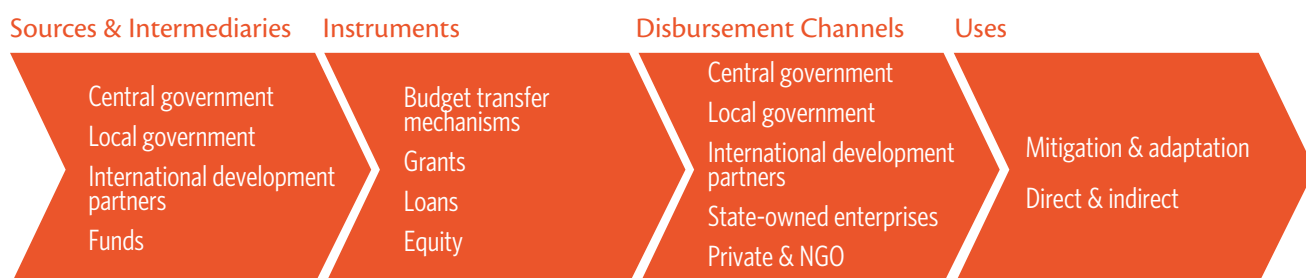 Sources & Intermediaries
Central government
Local government
International development
partners
Funds
Instruments
Budget transfer
mechanisms
Grants
Loans
Equity
Disbursement Channels
Central government
Local government
International development
partners
State-owned enterprises
Private & NGO
Uses
Mitigation & adaptation
Direct & indirect